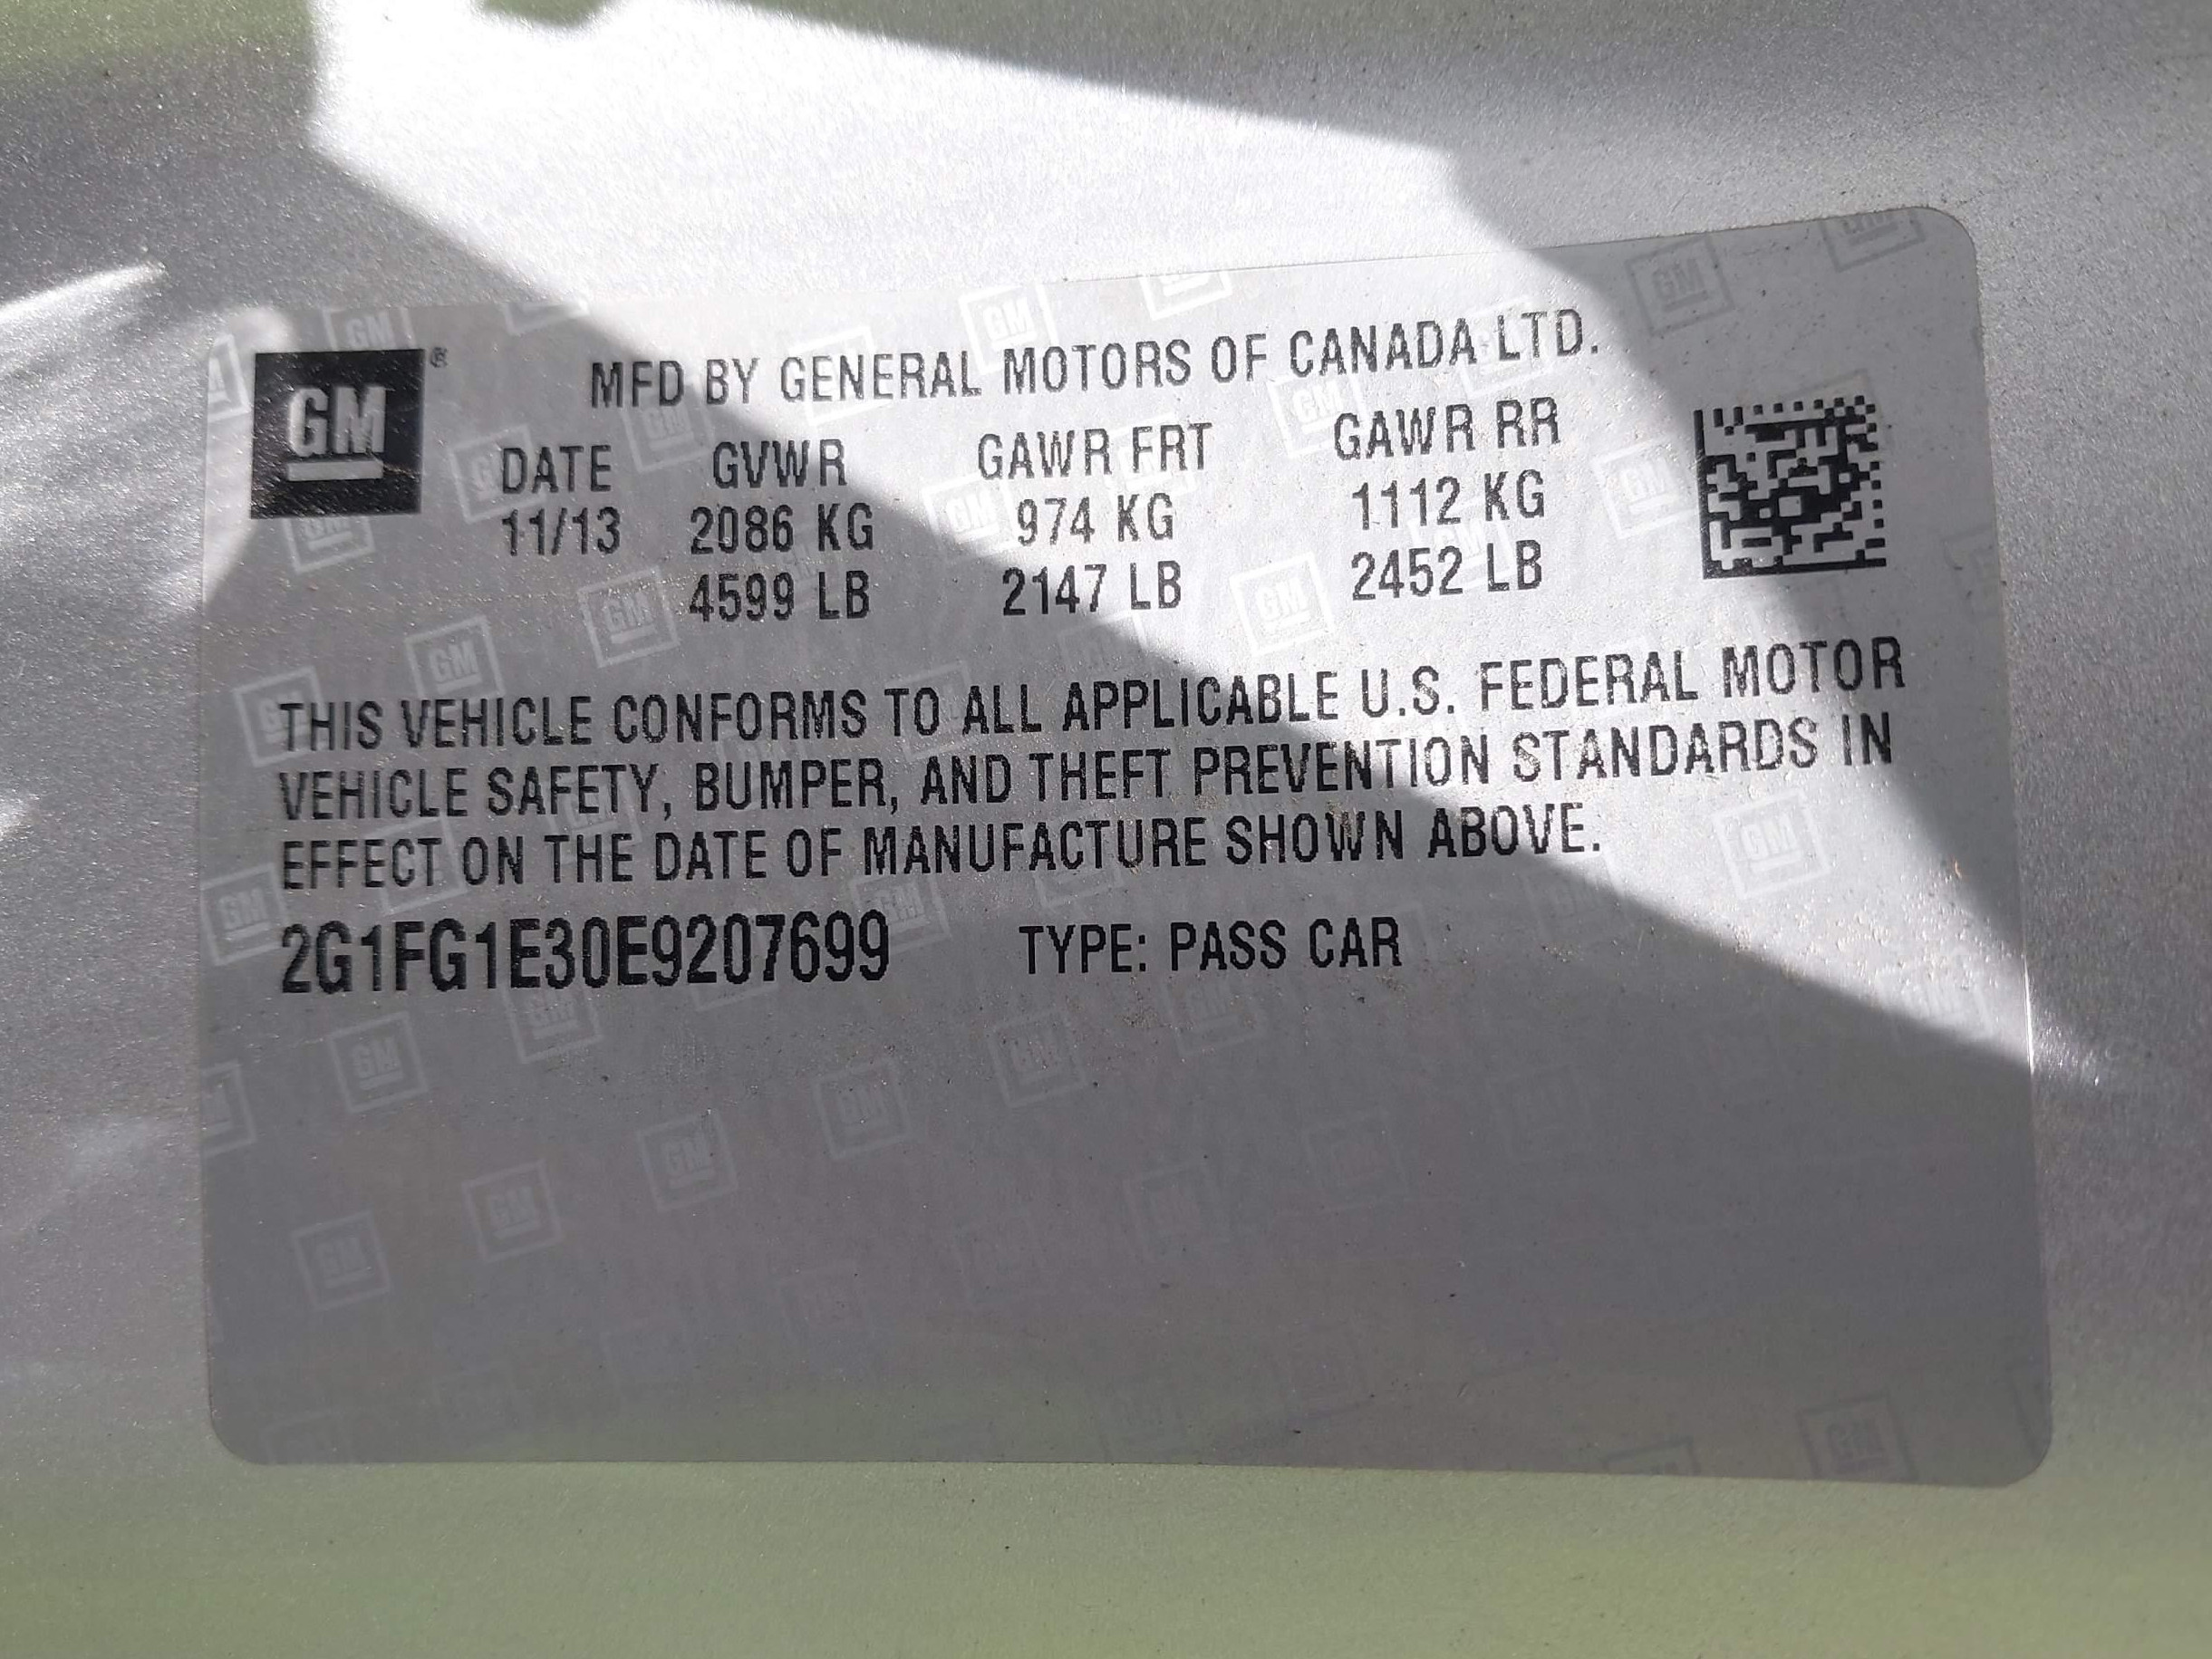 GM ®
MFD BY GENERAL MOTORS OF CANADA LTD.
DATE GVWR GAWR FRT GAWR RR
11/13 2086 KG 974 KG 1112 KG
4599 LB 2147 LB 2452 LB
THIS VEHICLE CONFORMS TO ALL APPLICABLE U.S. FEDERAL MOTOR
VEHICLE SAFETY, BUMPER, AND THEFT PREVENTION STANDARDS IN
EFFECT ON THE DATE OF MANUFACTURE SHOWN ABOVE.
2G1FG1E30E9207699 TYPE: PASS CAR